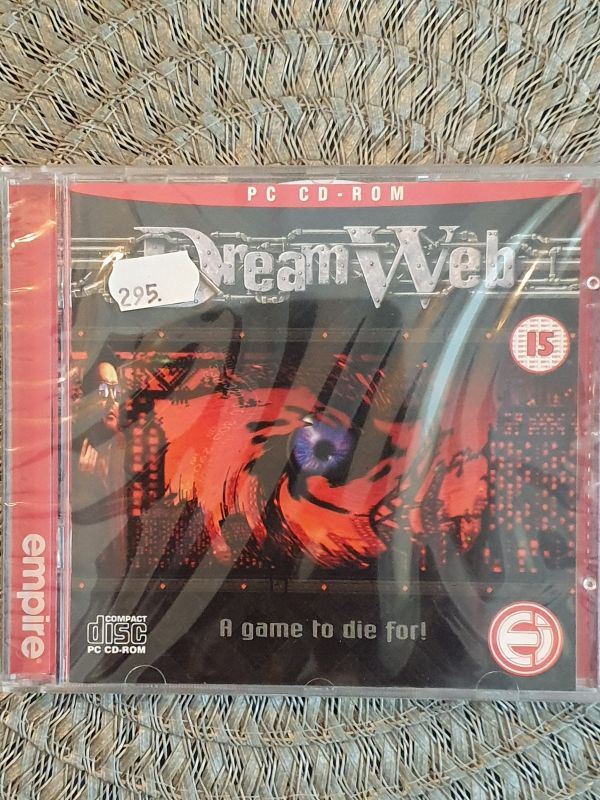 PC CD-ROM
DreamWeb
295.
15
empire
COMPACT
disc
PC CD-ROM
A game to die for!